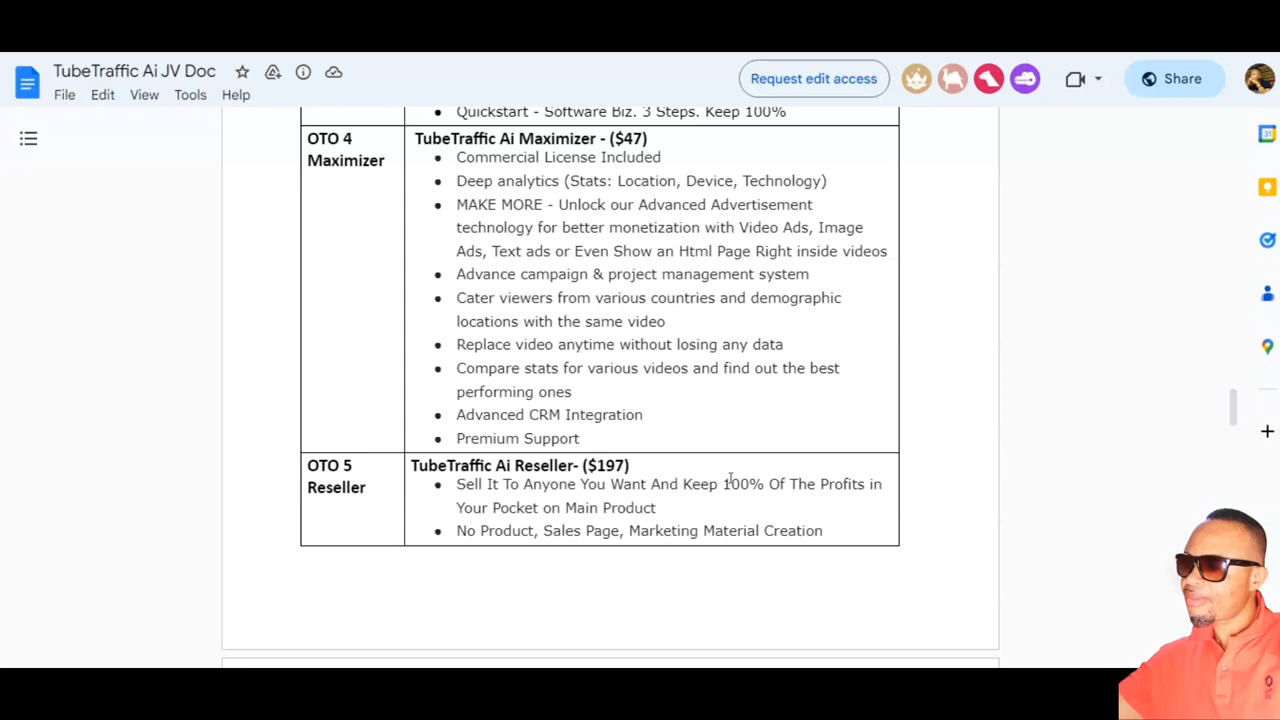 TubeTraffic Ai JV Doc
File Edit View Tools Help
Request edit access
Share
31
Quickstart - Software Biz. 3 Steps. Keep 100%
OTO 4
Maximizer
TubeTraffic Ai Maximizer - ($47)
Commercial License Included
Deep analytics (Stats: Location, Device, Technology)
MAKE MORE - Unlock our Advanced Advertisement
technology for better monetization with Video Ads, Image
Ads, Text ads or Even Show an Html Page Right inside videos
Advance campaign & project management system
Cater viewers from various countries and demographic
locations with the same video
Replace video anytime without losing any data
Compare stats for various videos and find out the best
performing ones
Advanced CRM Integration
Premium Support
OTO 5
Reseller
TubeTraffic Ai Reseller- ($197)
Sell It To Anyone You Want And Keep 100% Of The Profits in
Your Pocket on Main Product
No Product, Sales Page, Marketing Material Creation